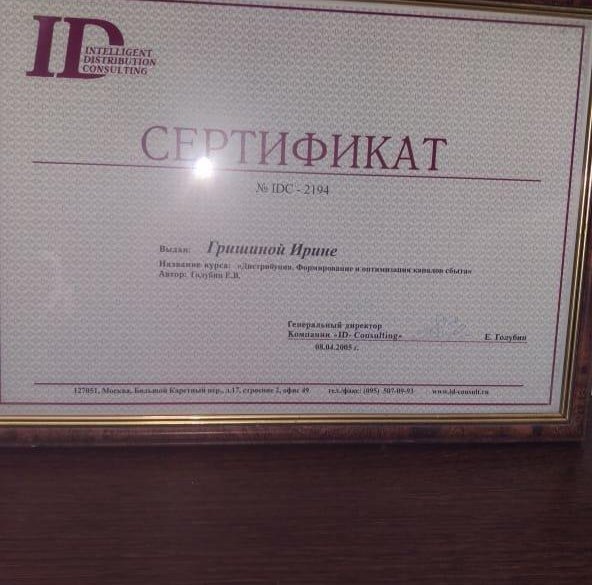 ID
INTELLIGENT
DISTRIBUTION
CONSULTING
СЕРТИФИКАТ
№ IDC - 2194
Выдан: Гришиной Ирине
Название курса: «Дистрибуция. Формирование и оптимизация каналов сбыта»
Автор: Голубин Е.В.
Генеральный директор
Компании «ID- Consulting» Е. Голубин
08.04.2005 г.
127051, Москва, Большой Каретный пер., д.17, строение 2, офис 49 тел./факс: (095) 507-09-93 www.id-consult.ru